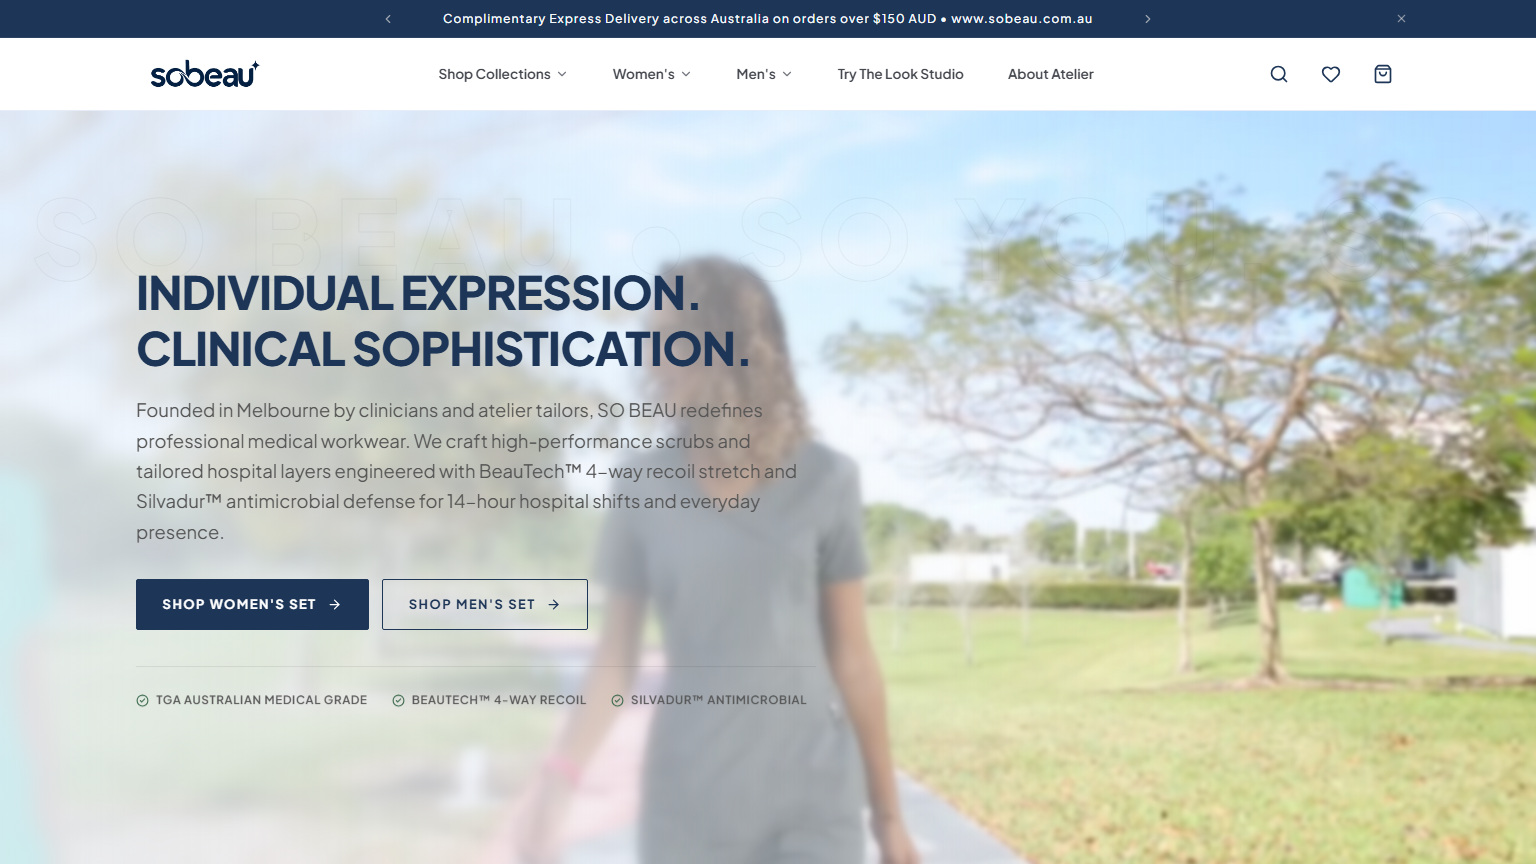 Complimentary Express Delivery across Australia on orders over $150 AUD • www.sobeau.com.au
sobeau
Shop Collections
Women's
Men's
Try The Look Studio
About Atelier
SO BEAU
SO YO
INDIVIDUAL EXPRESSION.
CLINICAL SOPHISTICATION.
Founded in Melbourne by clinicians and atelier tailors, SO BEAU redefines
professional medical workwear. We craft high-performance scrubs and
tailored hospital layers engineered with BeauTech™ 4-way recoil stretch and
Silvadur™ antimicrobial defense for 14-hour hospital shifts and everyday
presence.
SHOP WOMEN'S SET →
SHOP MEN'S SET →
TGA AUSTRALIAN MEDICAL GRADE
BEAUTECH™ 4-WAY RECOIL
SILVADUR™ ANTIMICROBIAL